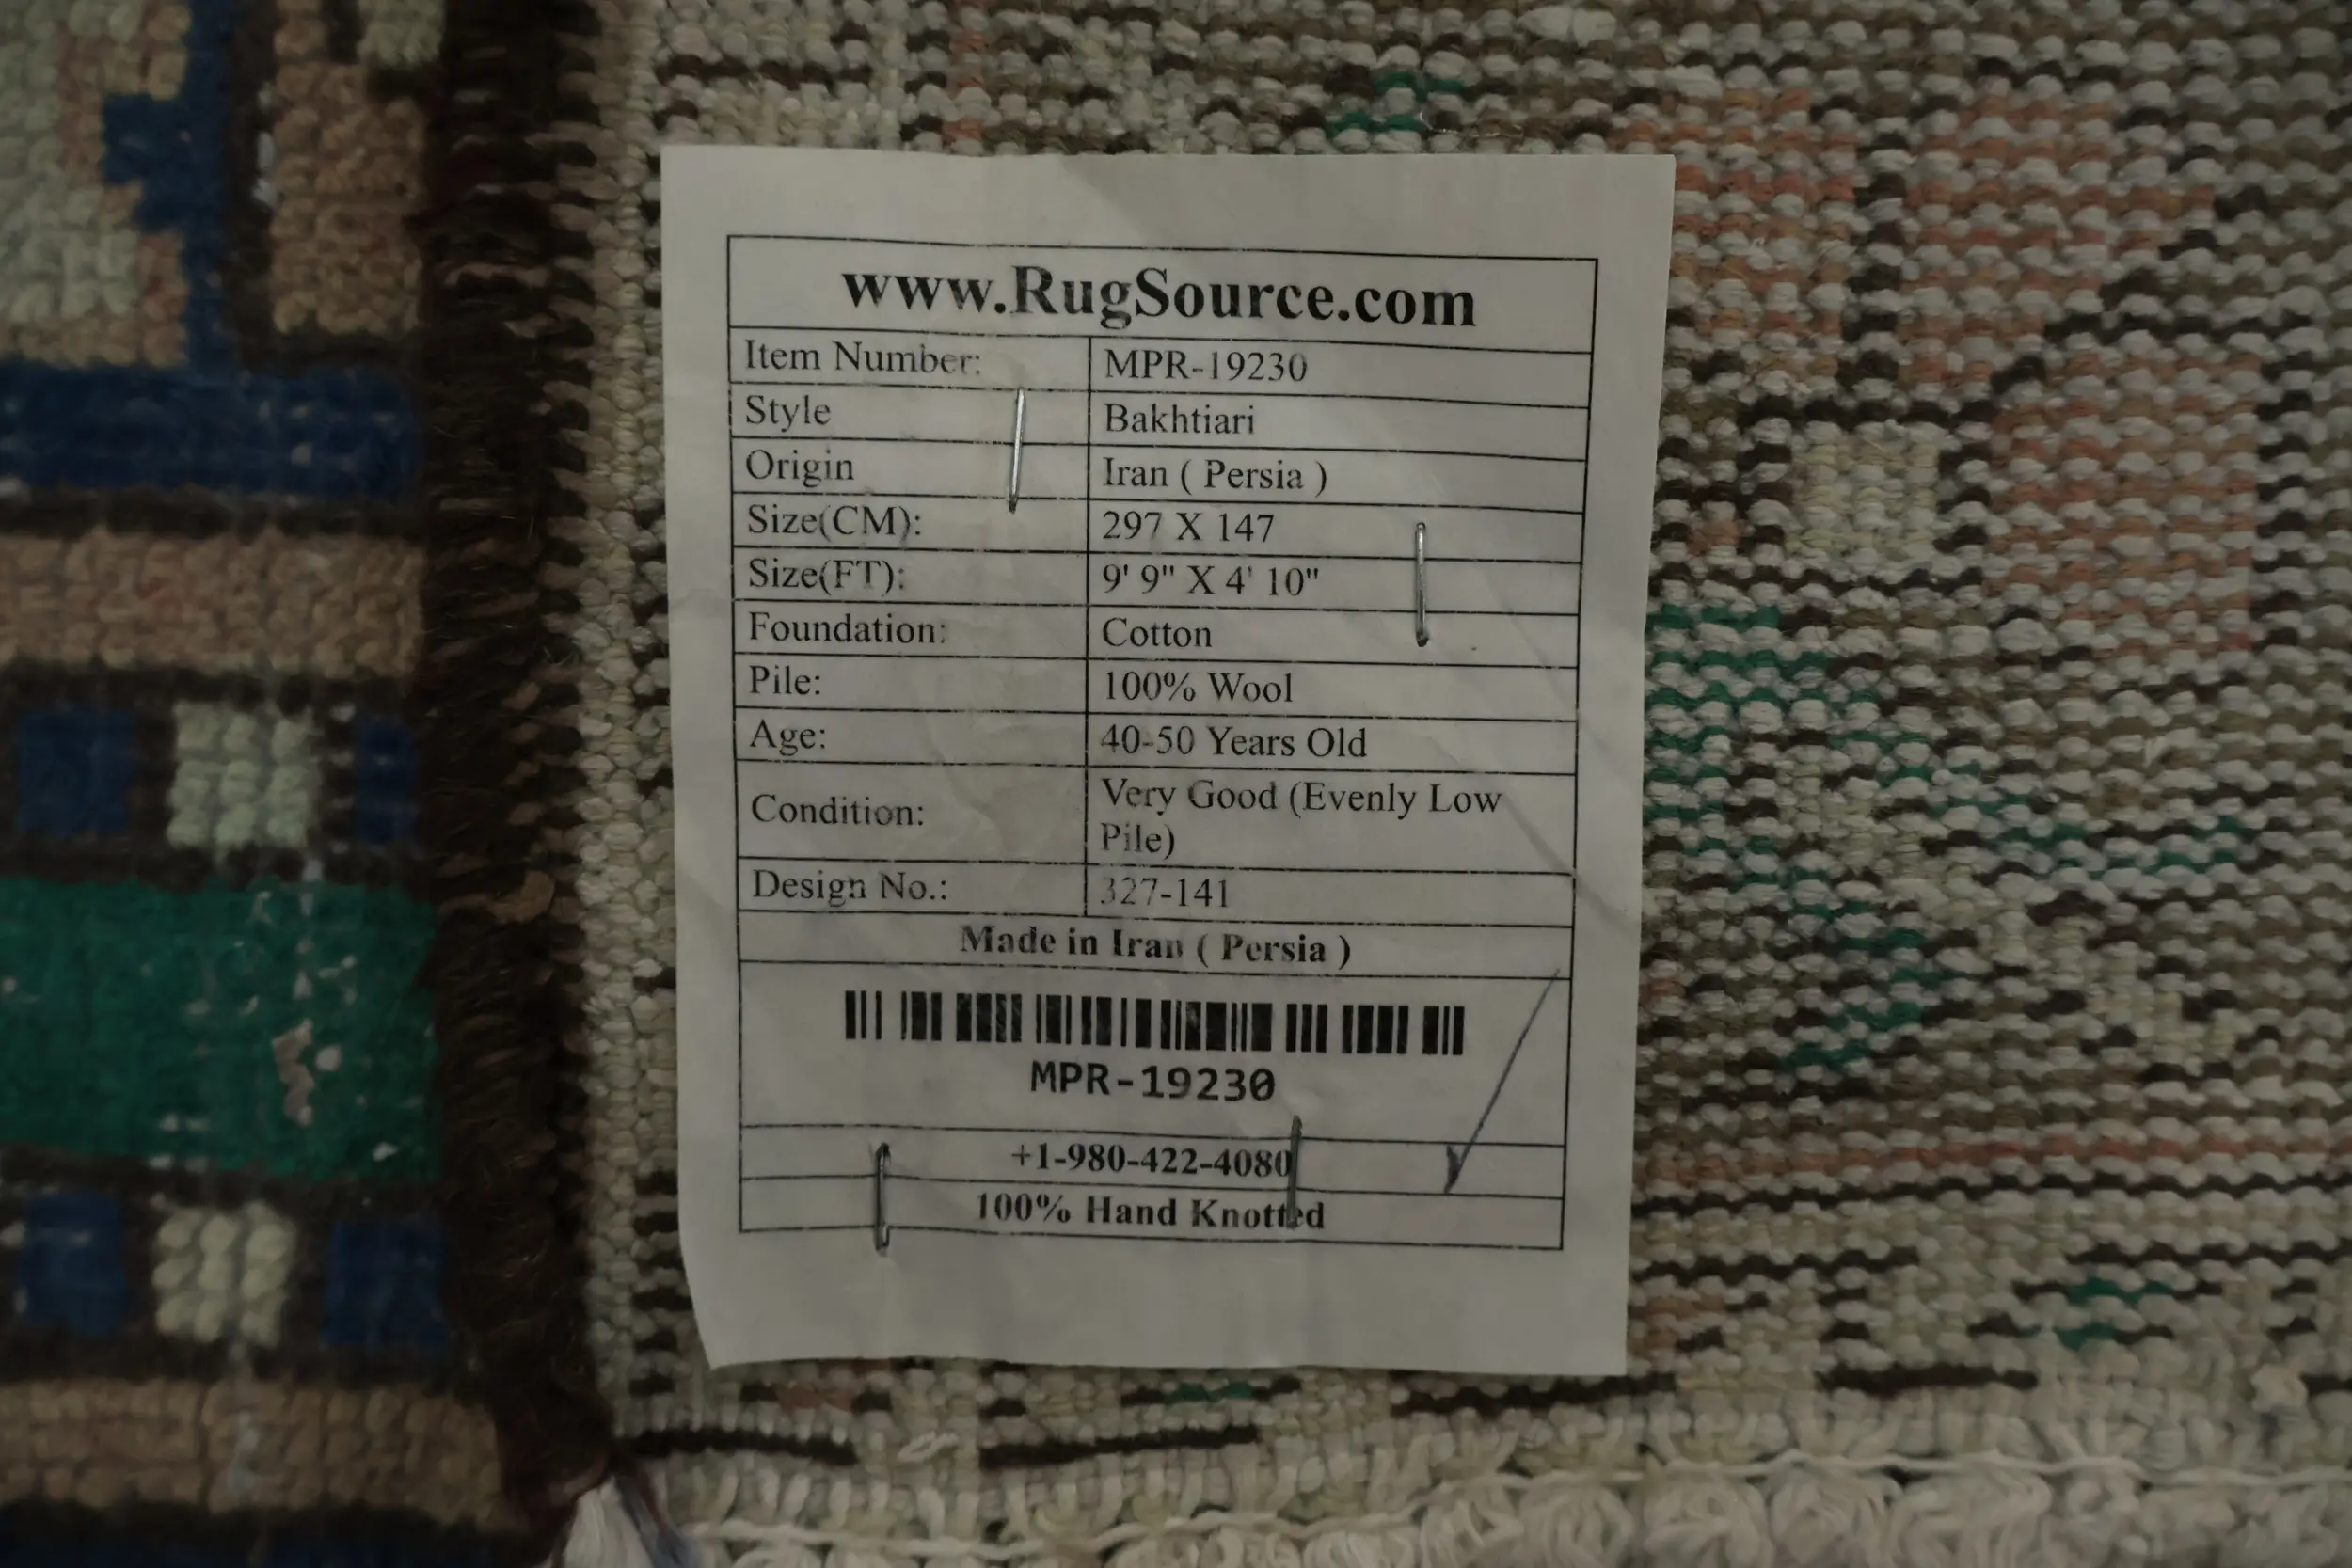 www.RugSource.com
Item Number: MPR-19230
Style Bakhtiari
Origin Iran ( Persia )
Size(CM): 297 X 147
Size(FT): 9' 9" X 4' 10"
Foundation: Cotton
Pile: 100% Wool
Age: 40-50 Years Old
Condition: Very Good (Evenly Low
Pile)
Design No.: 327-141
Made in Iran ( Persia )
MPR-19230
+1-980-422-4080
100% Hand Knotted